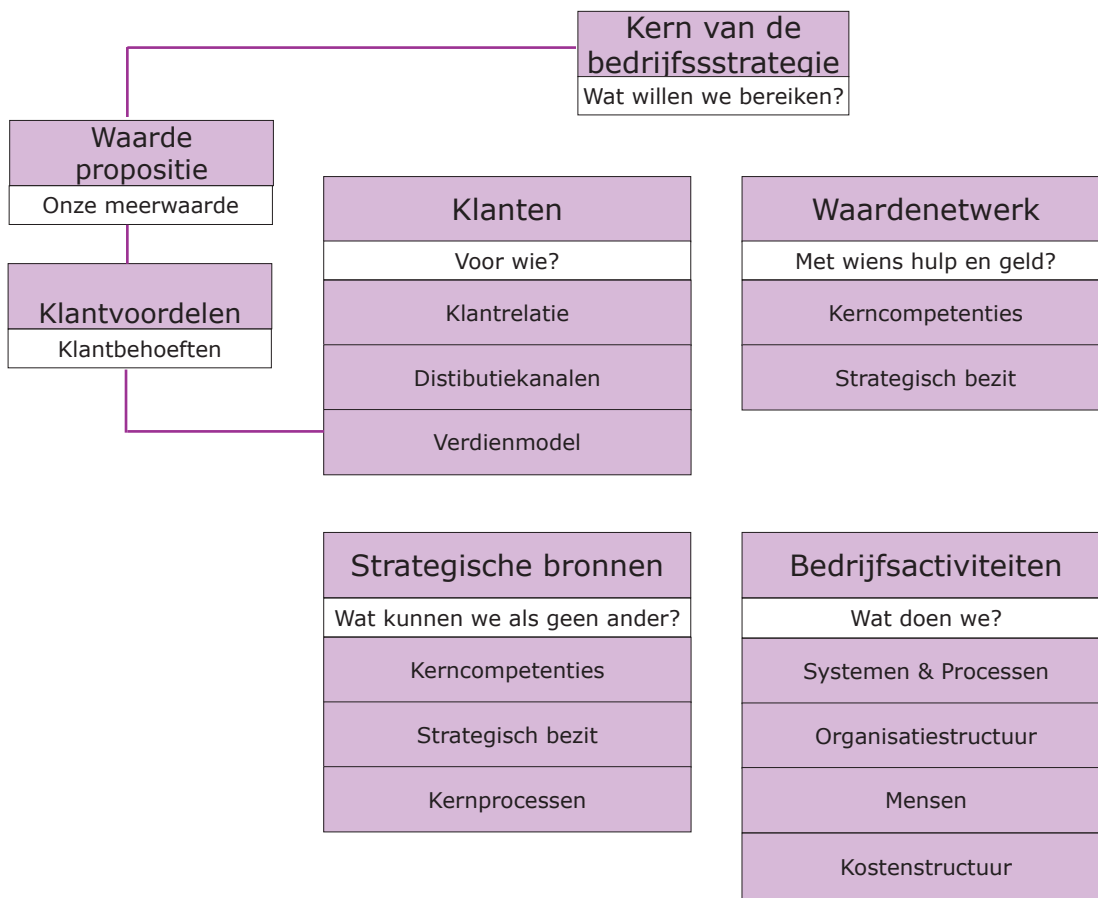 Kern van de
bedrijfssstrategie
Wat willen we bereiken?
Waarde
propositie
Onze meerwaarde
Klantvoordelen
Klantbehoeften
Klanten
Voor wie?
Klantrelatie
Distibutiekanalen
Verdienmodel
Waardenetwerk
Met wiens hulp en geld?
Kerncompetenties
Strategisch bezit
Strategische bronnen
Wat kunnen we als geen ander?
Kerncompetenties
Strategisch bezit
Kernprocessen
Bedrijfsactiviteiten
Wat doen we?
Systemen & Processen
Organisatiestructuur
Mensen
Kostenstructuur